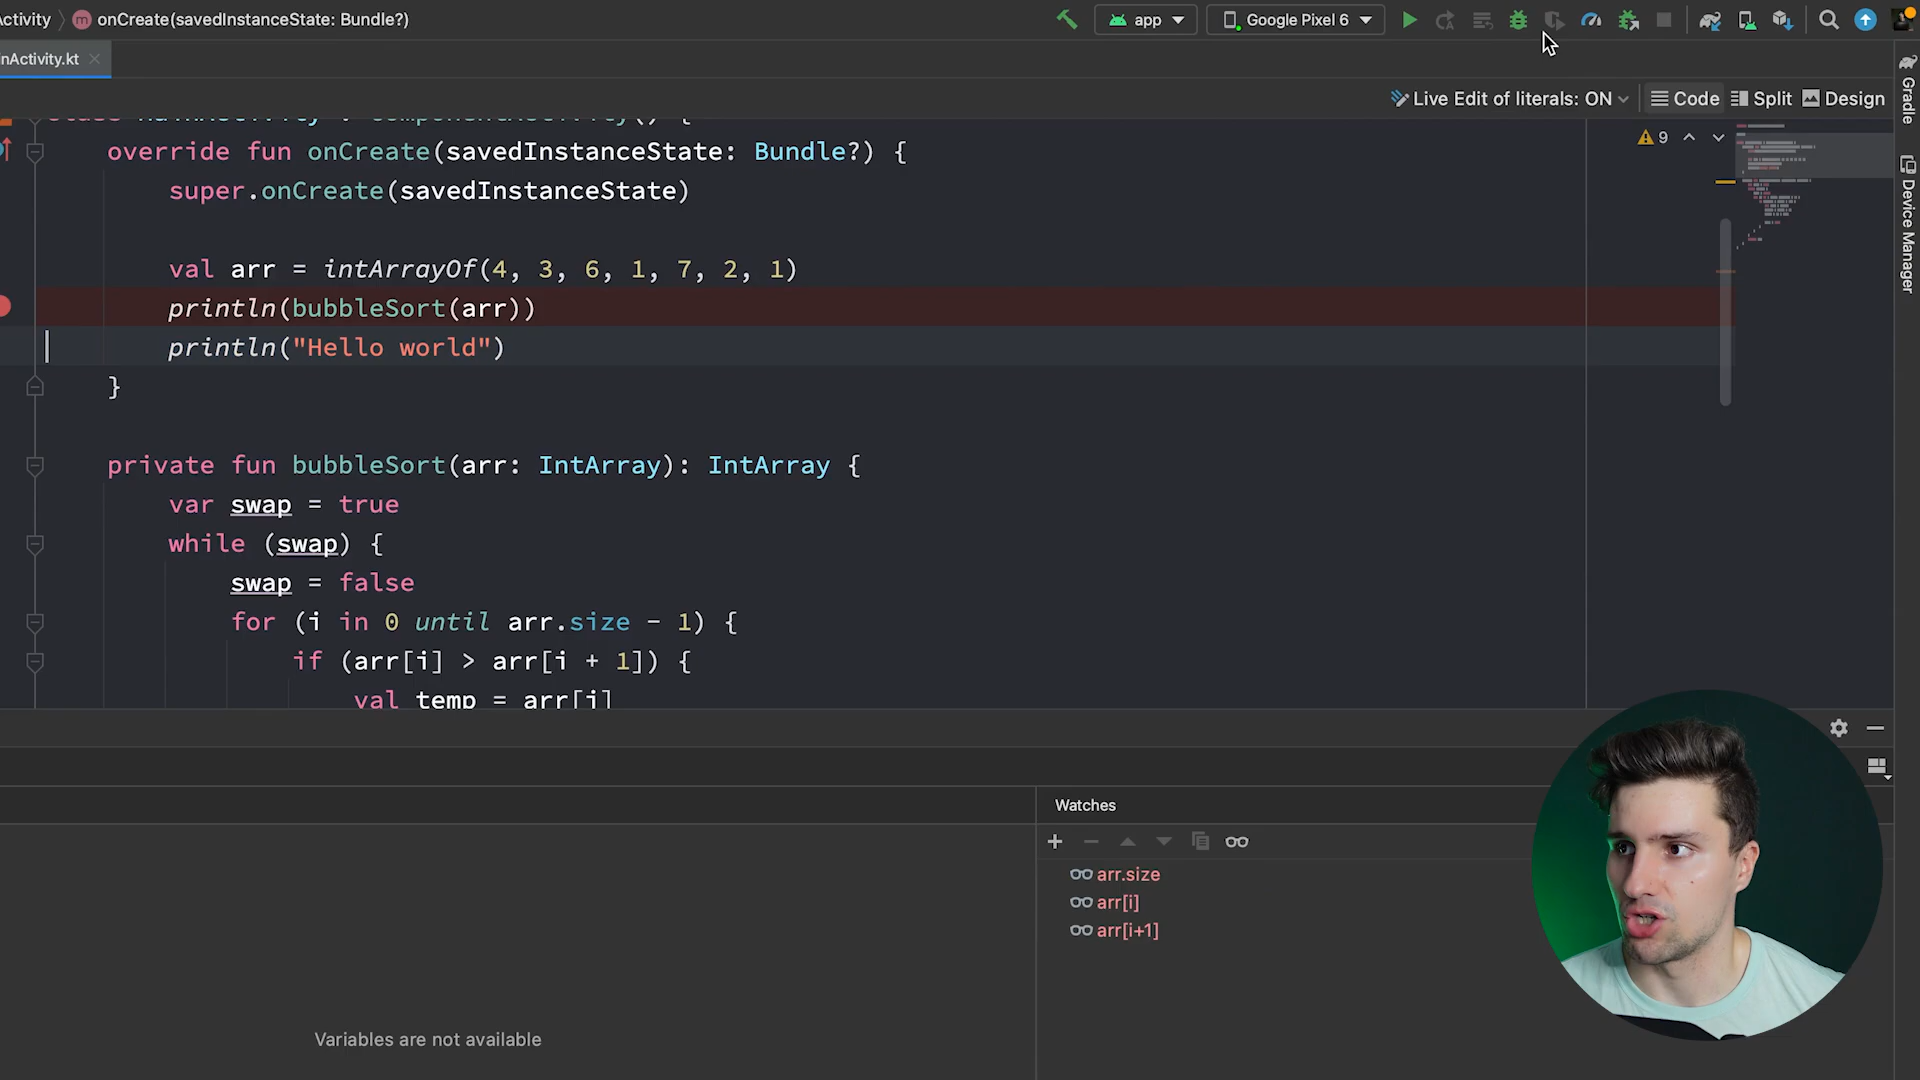 ctivity 〉 m onCreate(savedInstanceState: Bundle?)
app
Google Pixel 6
nActivity.kt
Live Edit of literals: ON
Code
Split
Design
9
override fun onCreate(savedInstanceState: Bundle?) {
super.onCreate(savedInstanceState)
val arr = intArrayOf(4, 3, 6, 1, 7, 2, 1)
println(bubbleSort(arr))
println("Hello world")
}
private fun bubbleSort(arr: IntArray): IntArray {
var swap = true
while (swap) {
swap = false
for (i in 0 until arr.size - 1) {
if (arr[i] > arr[i + 1]) {
val temp = arr[i]
Gradle
Device Manager
Watches
arr.size
arr[i]
arr[i+1]
Variables are not available